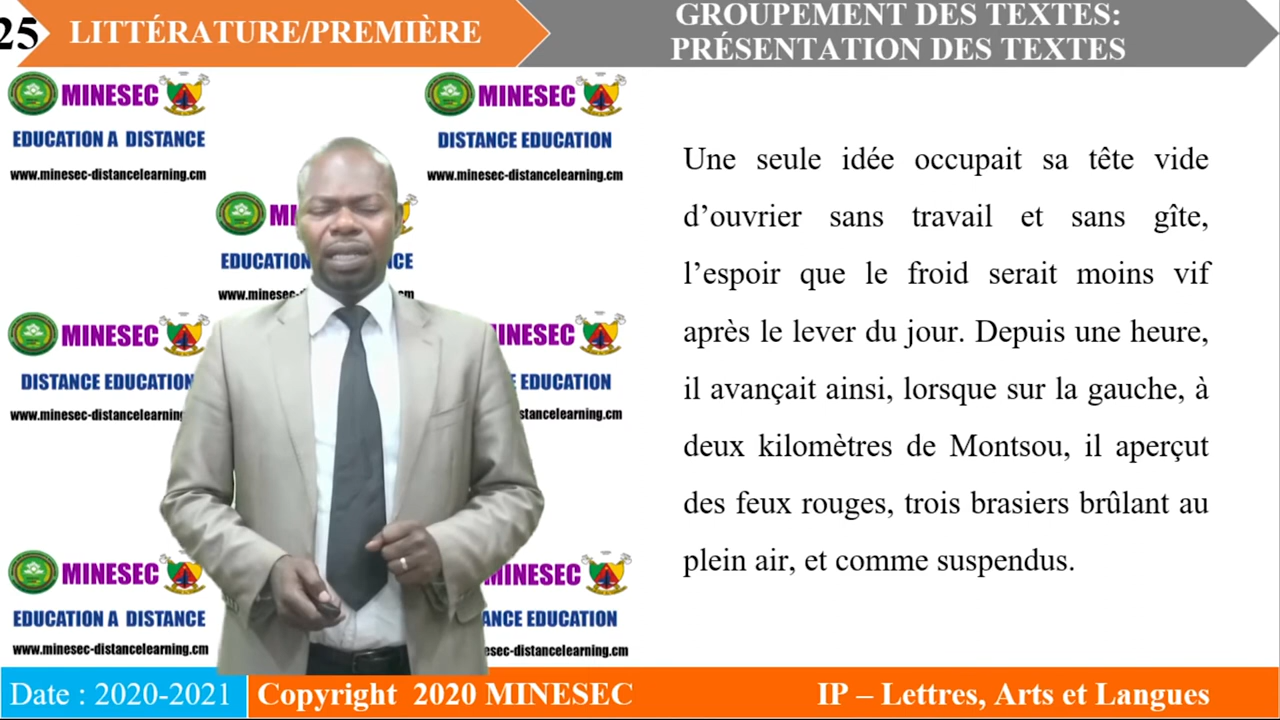 25
LITTÉRATURE/PREMIÈRE
GROUPEMENT DES TEXTES:
PRÉSENTATION DES TEXTES
MINESEC
EDUCATION A DISTANCE
www.minesec-distancelearning.cm
MINESEC
DISTANCE EDUCATION
www.minesec-distancelearning.cm
MINESEC
DISTANCE EDUCATION
MINESEC
EDUCATION A DISTANCE
www.minesec-distancelearning.cm
Une seule idée occupait sa tête vide
d’ouvrier sans travail et sans gîte,
l’espoir que le froid serait moins vif
après le lever du jour. Depuis une heure,
il avançait ainsi, lorsque sur la gauche, à
deux kilomètres de Montsou, il aperçut
des feux rouges, trois brasiers brûlant au
plein air, et comme suspendus.
Date : 2020-2021
Copyright 2020 MINESEC
IP – Lettres, Arts et Langues